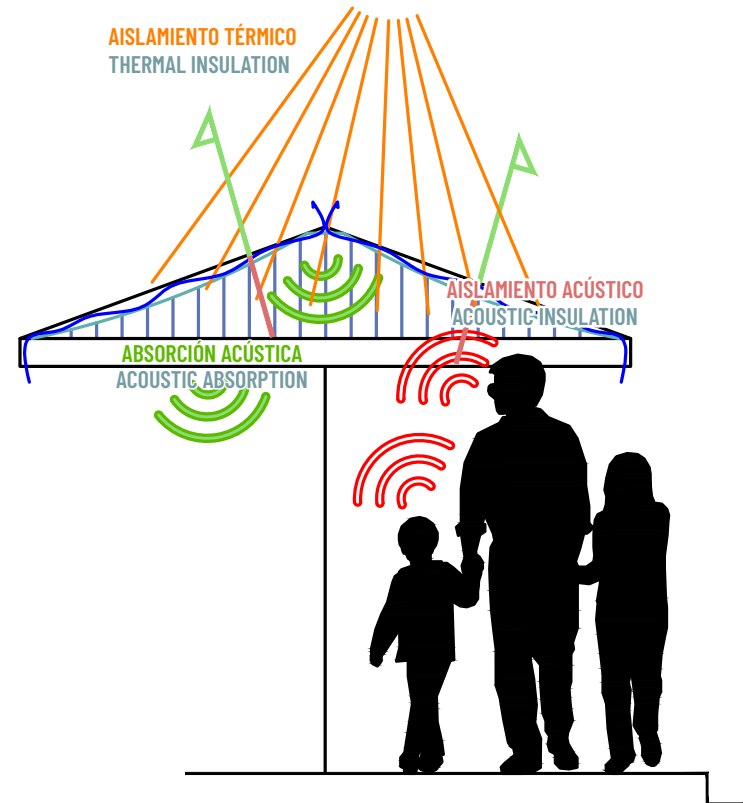 AISLAMIENTO TÉRMICO
THERMAL INSULATION
AISLAMIENTO ACÚSTICO
ACOUSTIC INSULATION
ABSORCIÓN ACÚSTICA
ACOUSTIC ABSORPTION